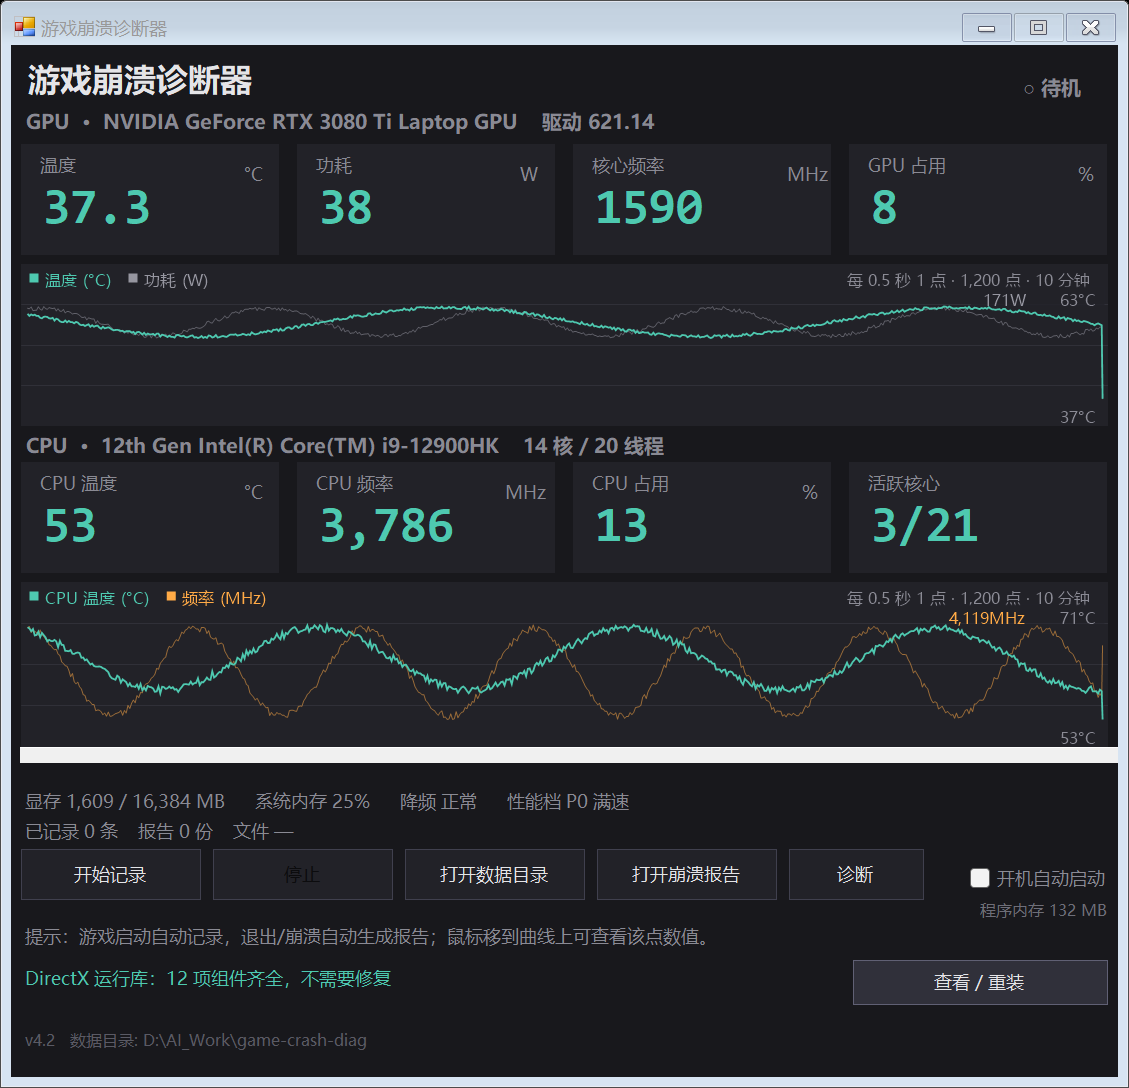 游戏崩溃诊断器
游戏崩溃诊断器
○ 待机
GPU • NVIDIA GeForce RTX 3080 Ti Laptop GPU 驱动 621.14
温度 °C
37.3
功耗 W
38
核心频率 MHz
1590
GPU 占用 %
8
温度 (°C) 功耗 (W) 每 0.5 秒 1 点 · 1,200 点 · 10 分钟
171W 63°C
37°C
CPU • 12th Gen Intel(R) Core(TM) i9-12900HK 14 核 / 20 线程
CPU 温度 °C
53
CPU 频率 MHz
3,786
CPU 占用 %
13
活跃核心
3/21
CPU 温度 (°C) 频率 (MHz) 每 0.5 秒 1 点 · 1,200 点 · 10 分钟
4,119MHz 71°C
53°C
显存 1,609 / 16,384 MB 系统内存 25% 降频 正常 性能档 P0 满速
已记录 0 条 报告 0 份 文件 —
开始记录 停止 打开数据目录 打开崩溃报告 诊断 开机自动启动
程序内存 132 MB
提示：游戏启动自动记录，退出/崩溃自动生成报告；鼠标移到曲线上可查看该点数值。
DirectX 运行库：12 项组件齐全，不需要修复
查看 / 重装
v4.2 数据目录: D:\AI_Work\game-crash-diag